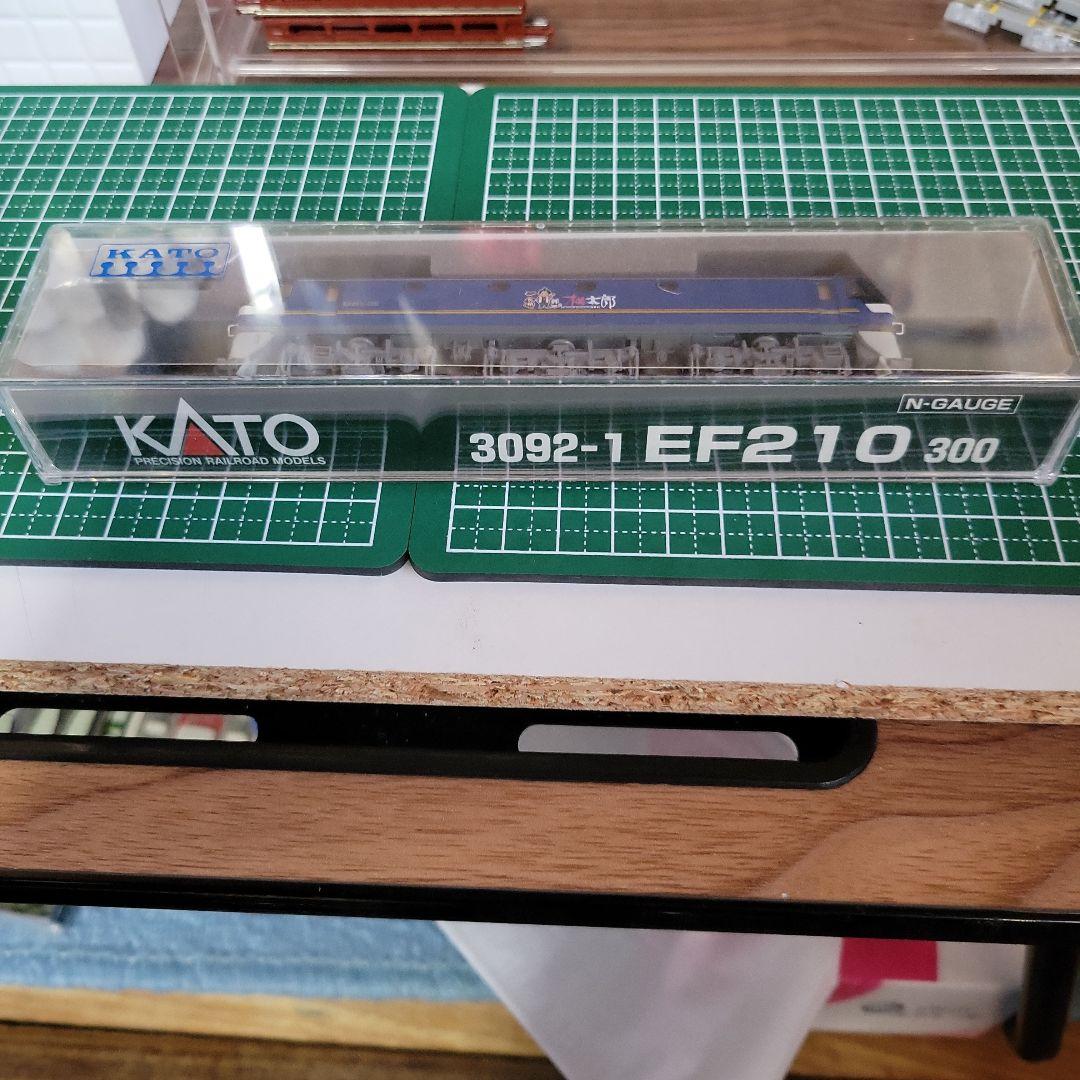 KATO
桃太郎
KATO
PRECISION RAILROAD MODELS
N-GAUGE
3092-1 EF210 300